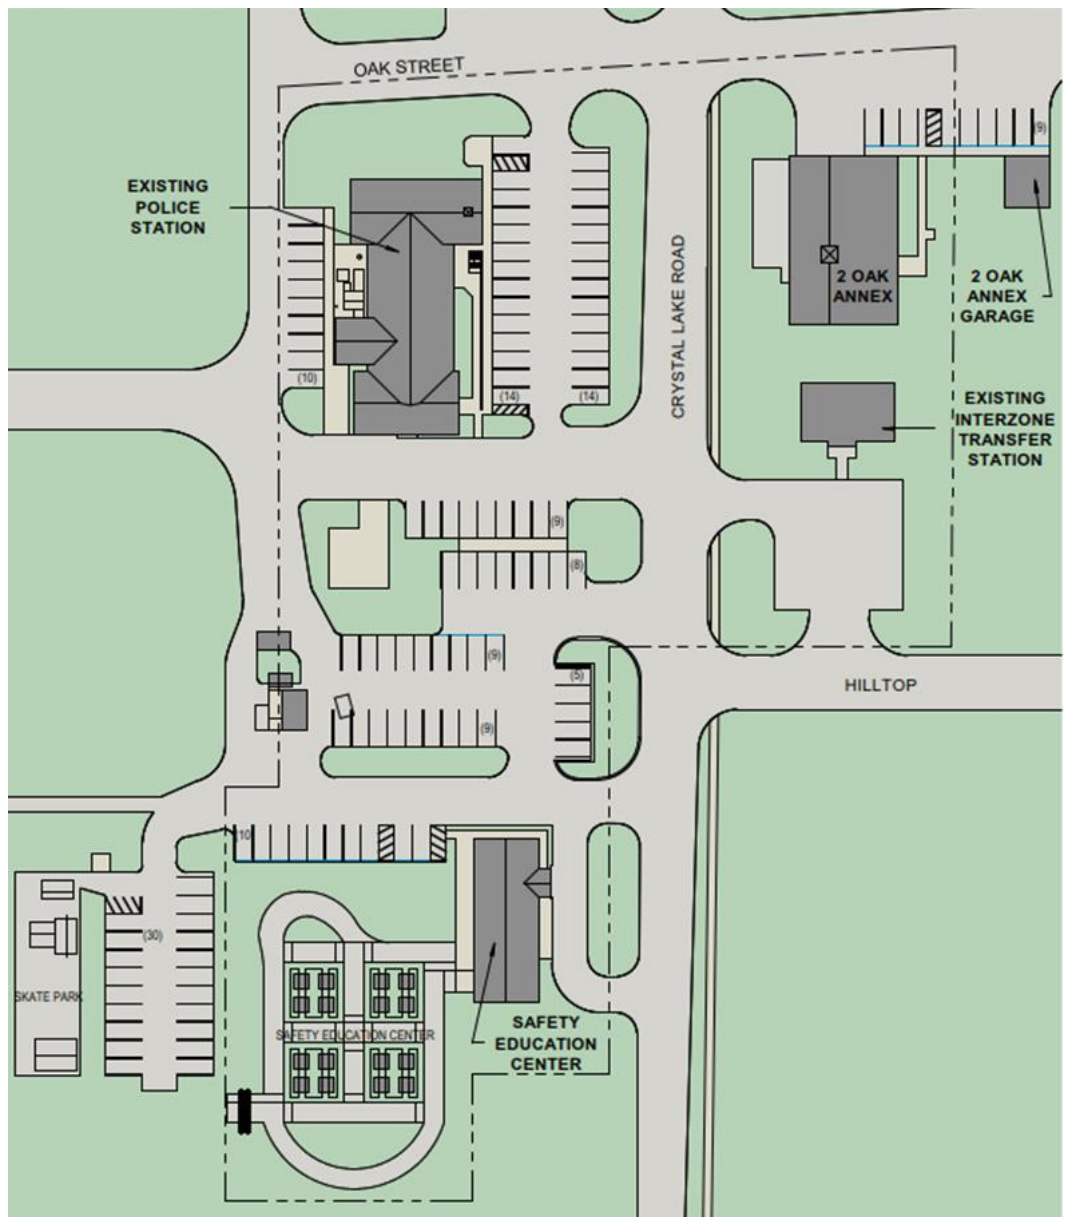 OAK STREET
(9)
EXISTING
POLICE
STATION
CRYSTAL LAKE ROAD
2 OAK
ANNEX
2 OAK
ANNEX
GARAGE
(10)
(14)
(14)
EXISTING
INTERZONE
TRANSFER
STATION
(9)
(8)
(9)
(5)
HILLTOP
(9)
(10
(30)
SKATE PARK
SAFETY EDUCATION CENTER
SAFETY
EDUCATION
CENTER